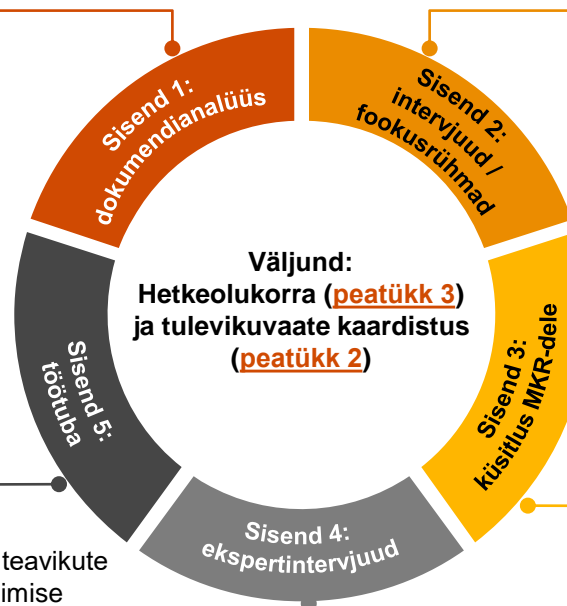 Sisend 1:
dokumendianalüüs
Sisend 2:
intervjuud /
fookusrühmad
Väljund:
Hetkeolukorra (peatükk 3)
ja tulevikuvaate kaardistus
(peatükk 2)
Sisend 3:
küsitlus MKR-dele
Sisend 5:
töötuba
Sisend 4:
ekspertintervjuud
teavikute
imise